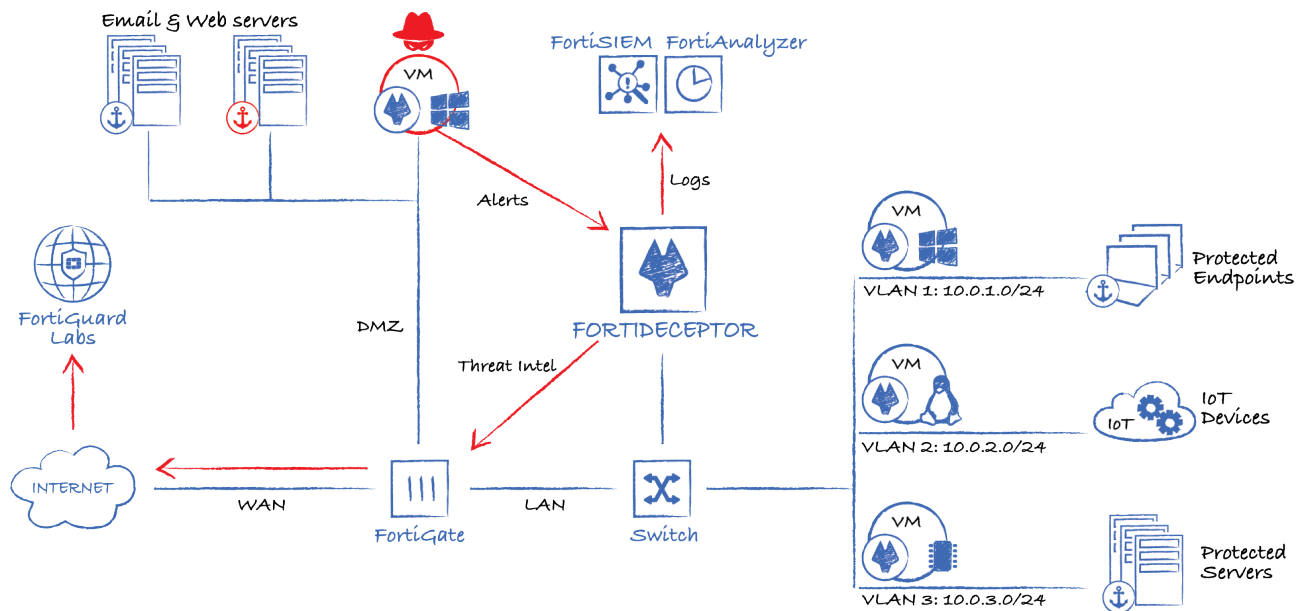 Email & Web servers
VM
FortiSIEM FortiAnalyzer
Alerts
Logs
FORTIDECEPTOR
FortiGuard
Labs
DMZ
Threat Intel
INTERNET
WAN
FortiGate
LAN
Switch
VM
VLAN 1: 10.0.1.0/24
Protected
Endpoints
VM
VLAN 2: 10.0.2.0/24
IoT
IoT
Devices
VM
VLAN 3: 10.0.3.0/24
Protected
Servers